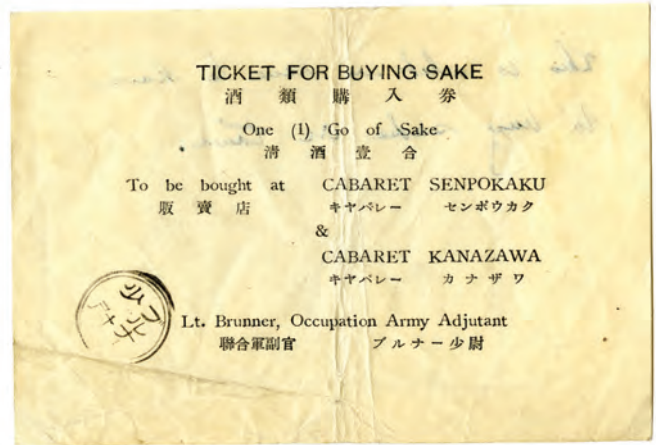 TICKET FOR BUYING SAKE
酒類購入券
One (1) Go of Sake
清酒壹合
To be bought at CABARET SENPOKAKU
販賣店 キヤバレー センボウカク
&
CABARET KANAZAWA
キヤバレー カナザワ
Lt. Brunner, Occupation Army Adjutant
聯合軍副官 ブルナー少尉